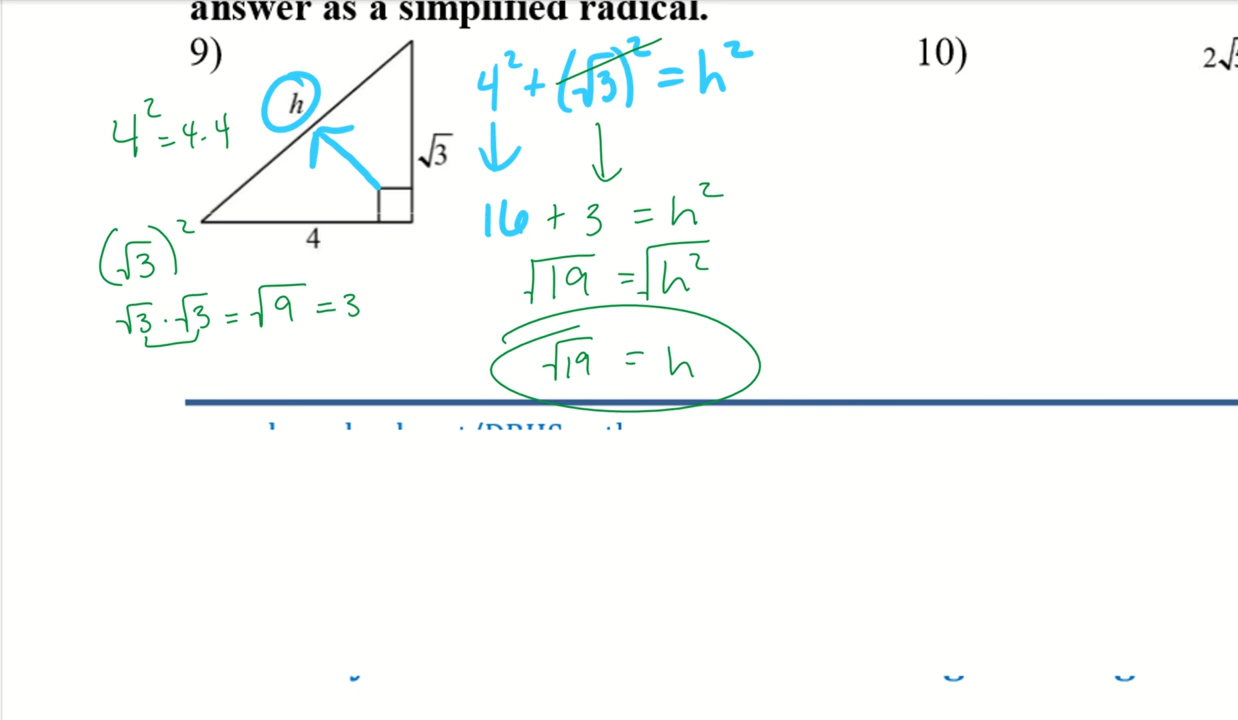 answer as a simplified radical.
9)
h
√3
4
4² = 4·4
(√3)²
√3 · √3 = √9 = 3
4² + (√3)² = h²
16 + 3 = h²
√19 = √h²
√19 = h
10)
2√